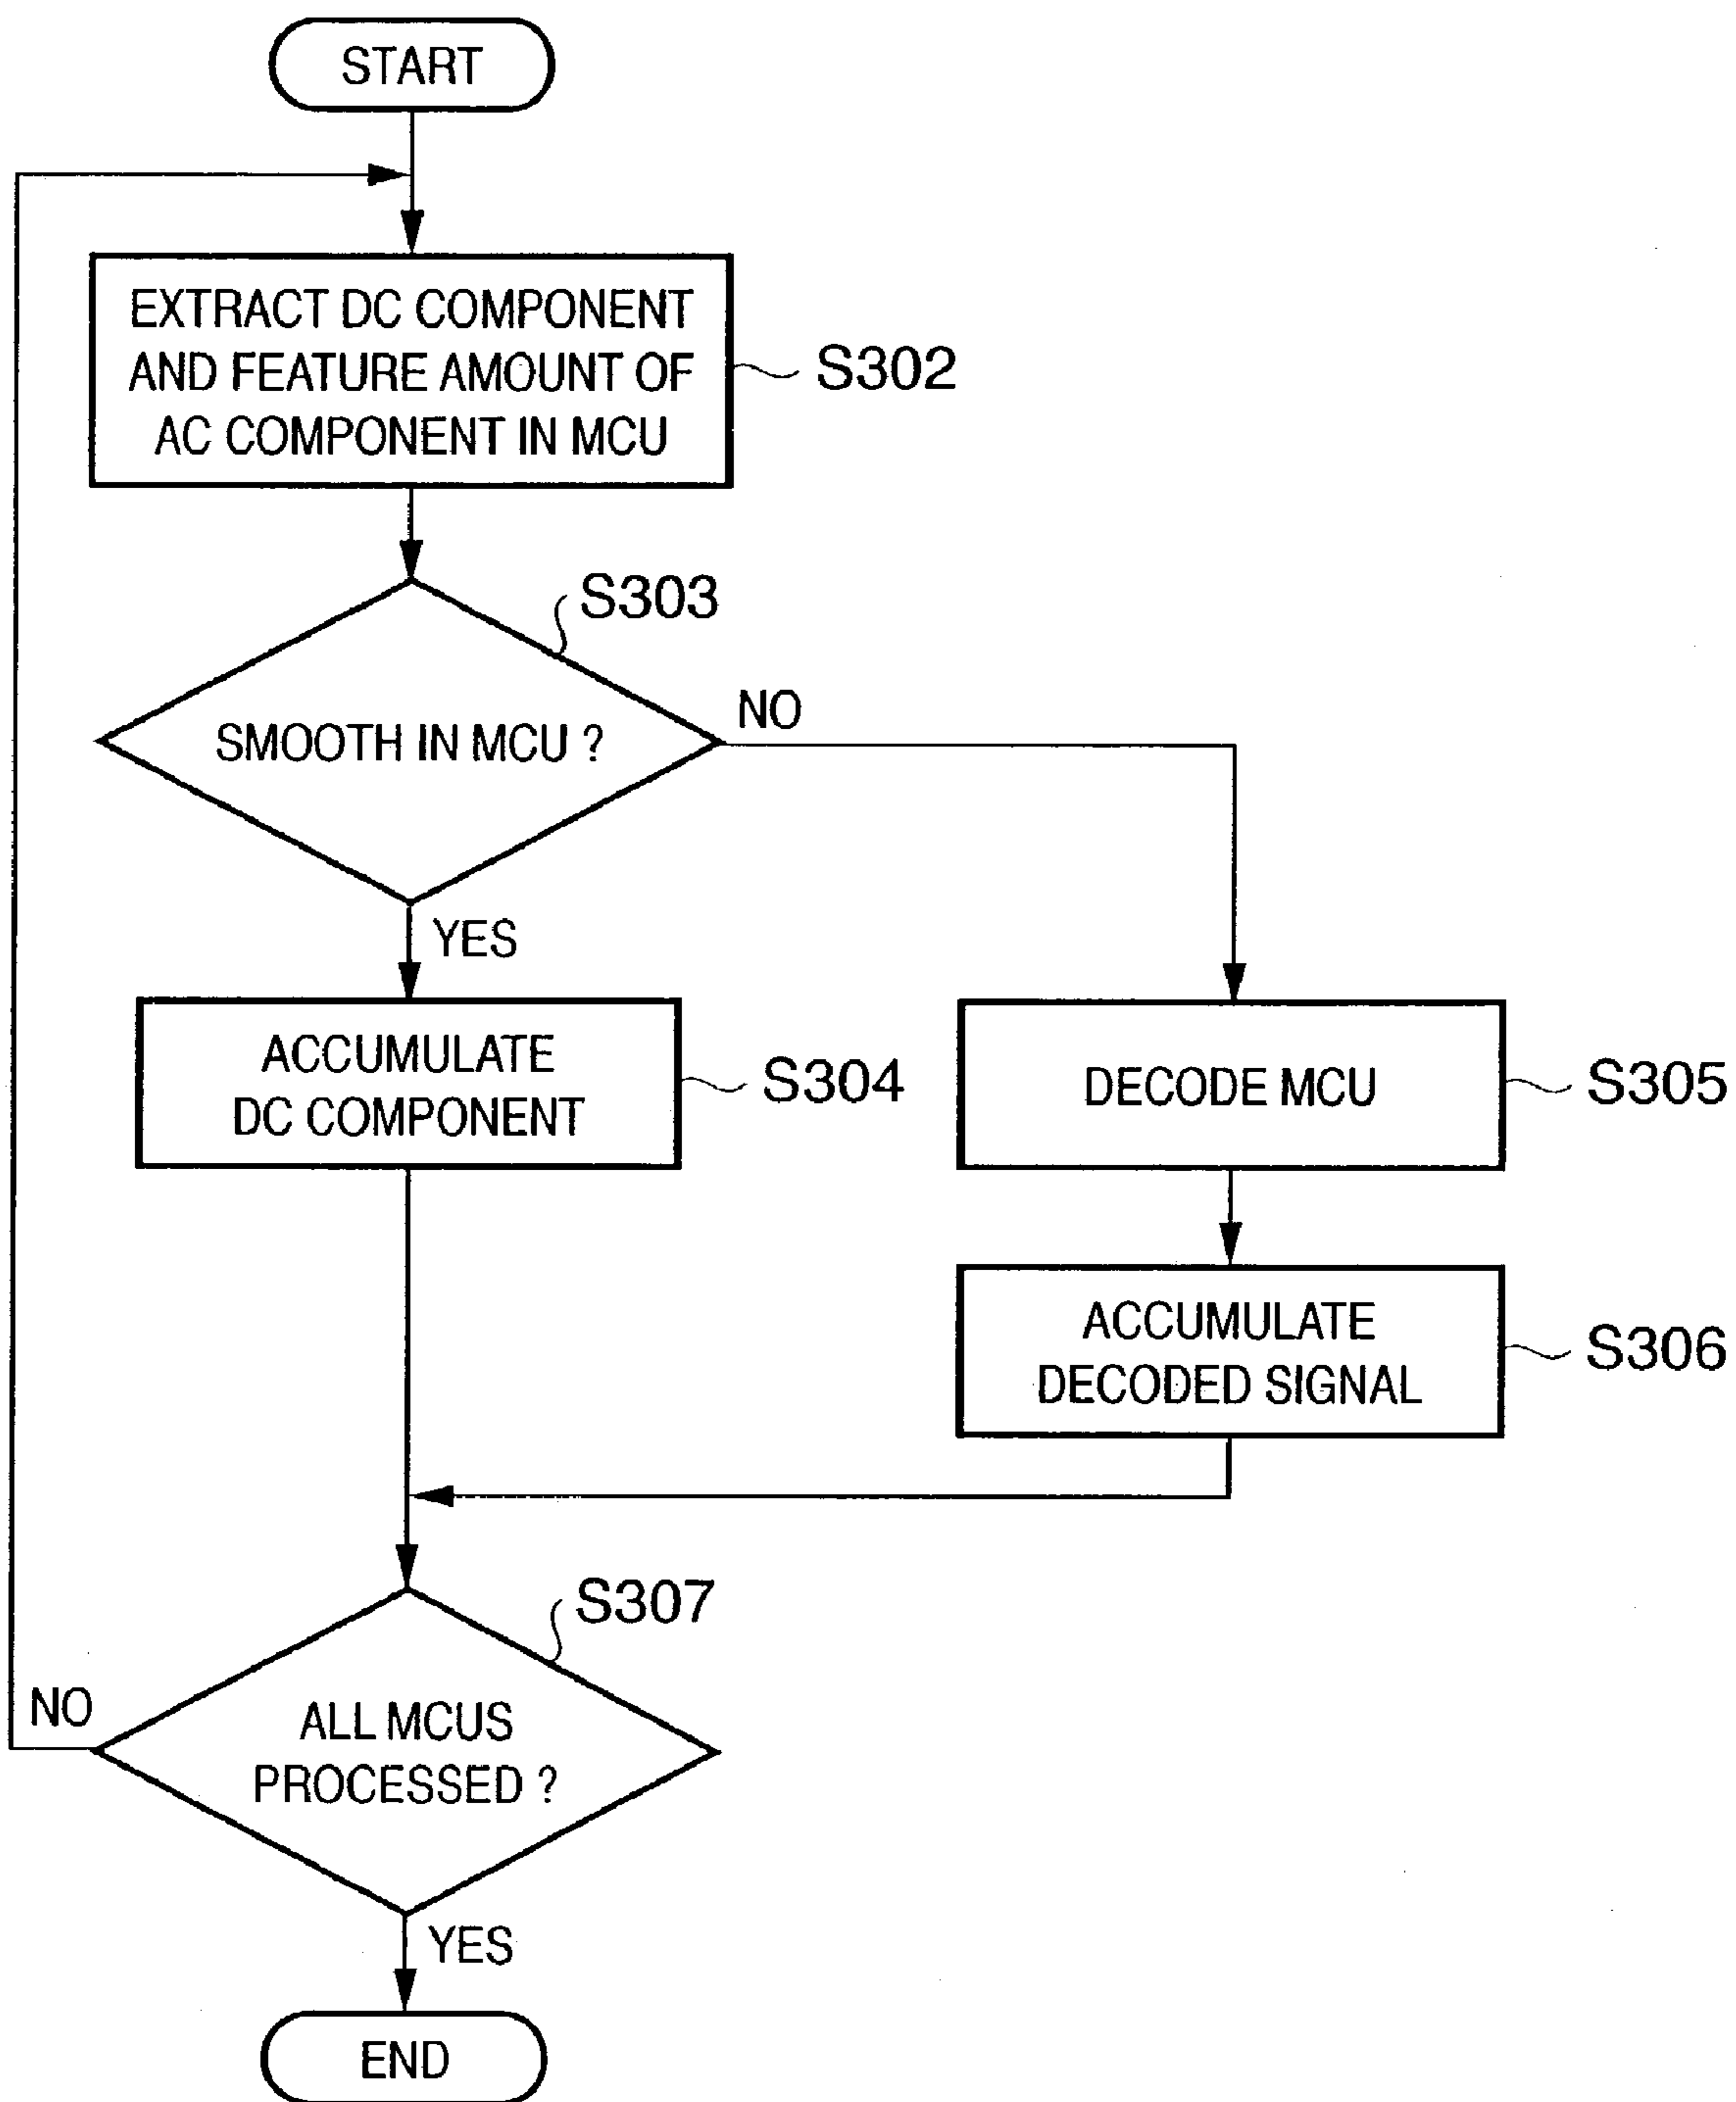 START
EXTRACT DC COMPONENT
AND FEATURE AMOUNT OF
AC COMPONENT IN MCU
S302
S303
SMOOTH IN MCU ?
NO
YES
ACCUMULATE
DC COMPONENT
S304
DECODE MCU
S305
ACCUMULATE
DECODED SIGNAL
S306
S307
ALL MCUS
PROCESSED ?
NO
YES
END